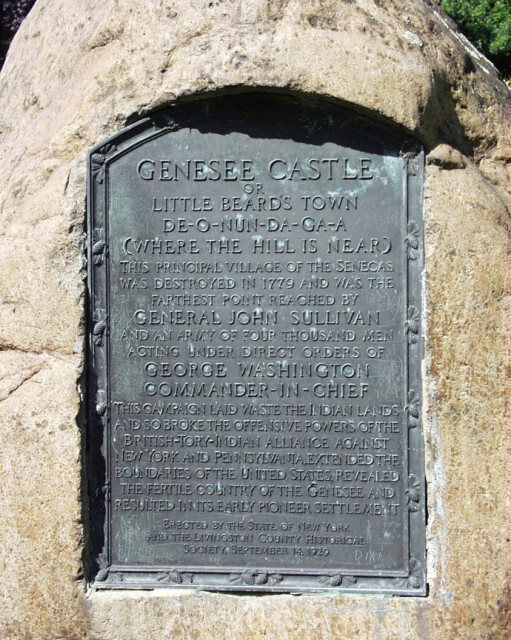 GENESEE CASTLE
OR
LITTLE BEARD'S TOWN
DE-O-NUN-DA-GA-A
(WHERE THE HILL IS NEAR)
THIS PRINCIPAL VILLAGE OF THE SENECAS
WAS DESTROYED IN 1779 AND WAS THE
FARTHEST POINT REACHED BY
GENERAL JOHN SULLIVAN
AND AN ARMY OF FOUR THOUSAND MEN
ACTING UNDER DIRECT ORDERS OF
GEORGE WASHINGTON
COMMANDER-IN-CHIEF
THIS CAMPAIGN LAID WASTE THE INDIAN LANDS
AND SO BROKE THE OFFENSIVE POWERS OF THE
BRITISH-TORY-INDIAN ALLIANCE AGAINST
NEW YORK AND PENNSYLVANIA, EXTENDED THE
BOUNDARIES OF THE UNITED STATES, REVEALED
THE FERTILE COUNTRY OF THE GENESEE AND
RESULTED IN ITS EARLY PIONEER SETTLEMENT
ERECTED BY THE STATE OF NEW YORK
AND THE LIVINGSTON COUNTY HISTORICAL
SOCIETY, SEPTEMBER 14, 1929